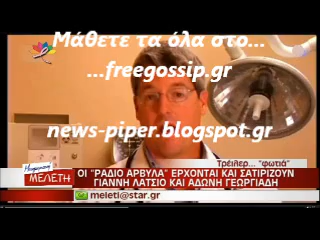 Μάθετε τα όλα στο...
...freegossip.gr
news-piper.blogspot.gr
Τρέιλερ... "φωτιά"
ΜΕΛΕΤΗ
ΟΙ "ΡΑΔΙΟ ΑΡΒΥΛΑ" ΕΡΧΟΝΤΑΙ ΚΑΙ ΣΑΤΙΡΙΖΟΥΝ
ΓΙΑΝΝΗ ΛΑΤΣΙΟ ΚΑΙ ΑΔΩΝΗ ΓΕΩΡΓΙΑΔΗ
meleti@star.gr